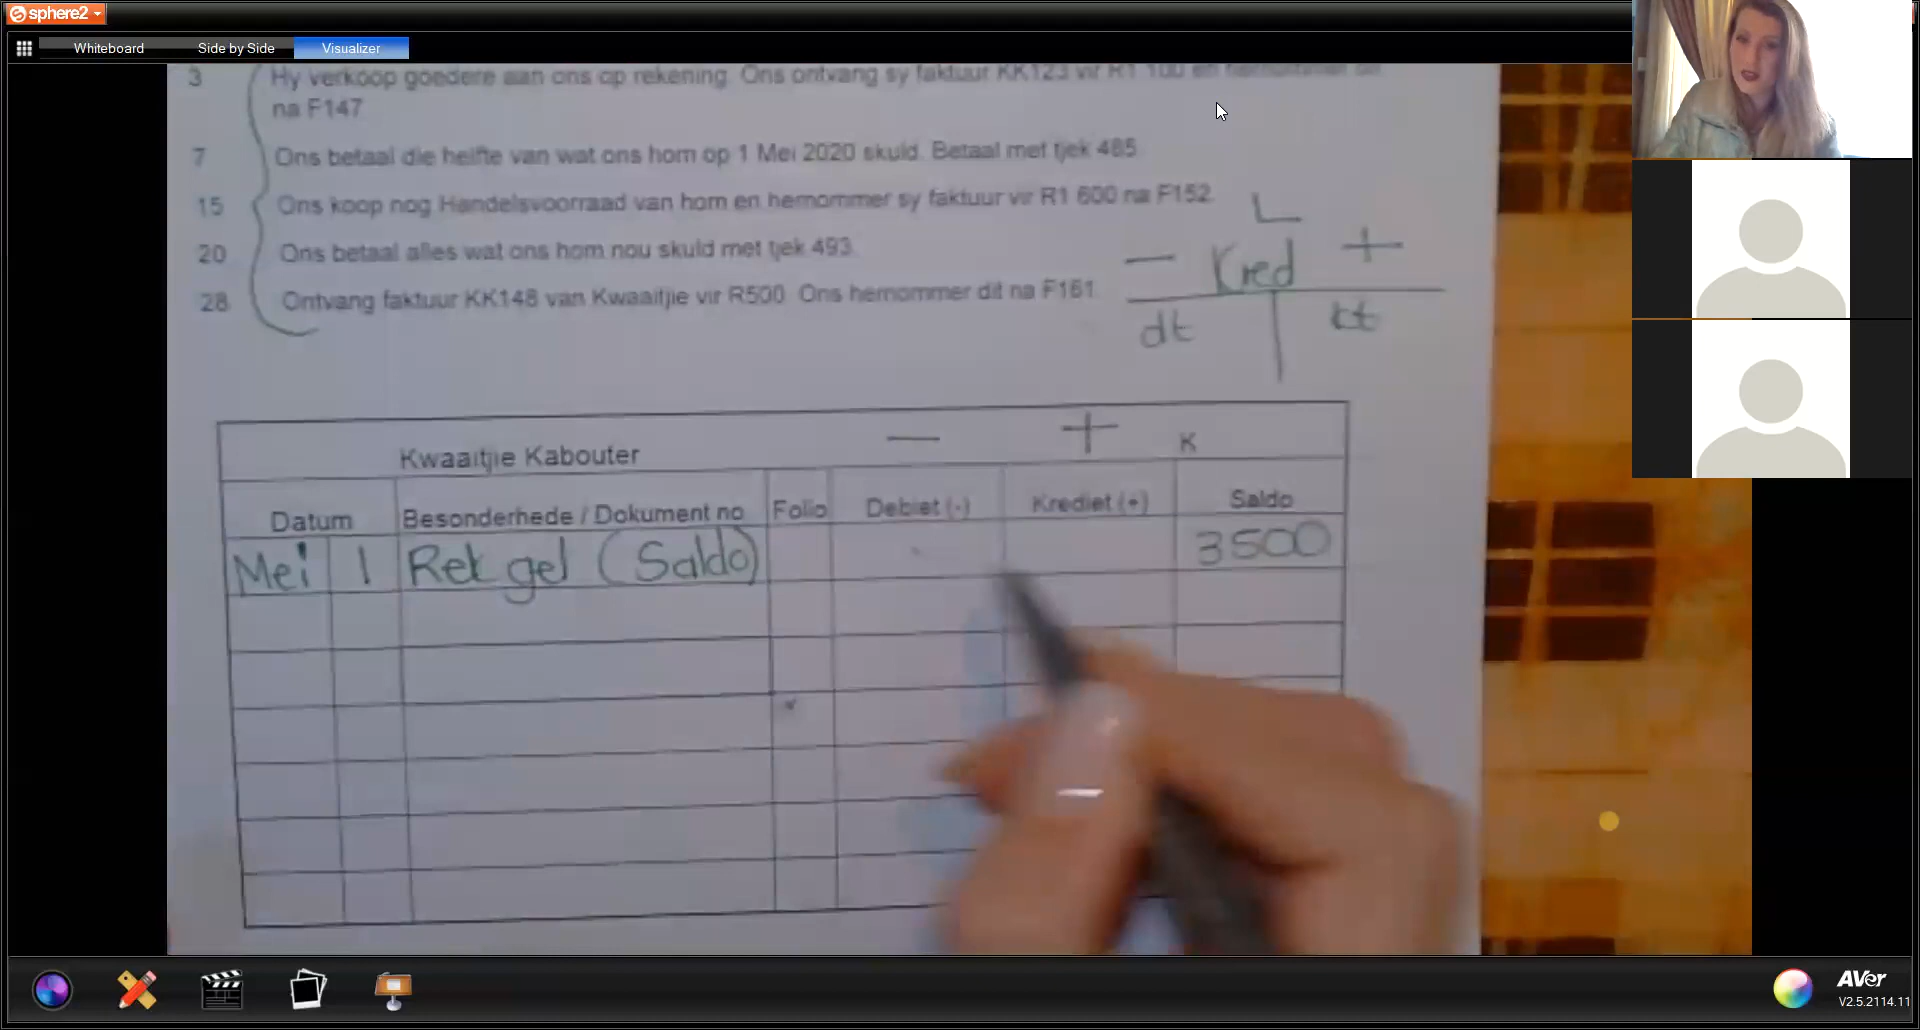 sphere2
Whiteboard
Side by Side
Visualizer
3 Hy verkoop goedere aan ons op rekening. Ons ontvang sy faktuur KK123 vir R1 100 en hernommer dit
na F147
7 Ons betaal die helfte van wat ons hom op 1 Mei 2020 skuld. Betaal met tjek 485
15 Ons koop nog Handelsvoorraad van hom en hernommer sy faktuur vir R1 600 na F152.
20 Ons betaal alles wat ons hom nou skuld met tjek 493.
28 Ontvang faktuur KK148 van Kwaaitjie vir R500. Ons hernommer dit na F161.
L
− Kred +
dt kt
Kwaaitjie Kabouter − + K
Datum Besonderhede / Dokument no Folio Debiet (-) Krediet (+) Saldo
Mei 1 Rek gel (Saldo) 3500
AVer
V2.5.2114.11